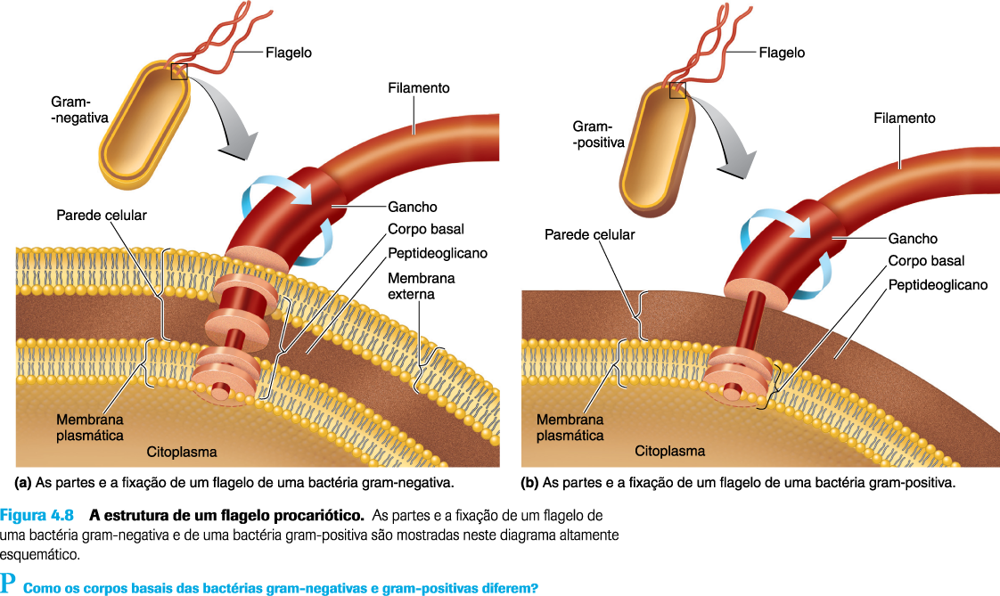 Flagelo
Gram-
-negativa
Filamento
Parede celular
Gancho
Corpo basal
Peptideoglicano
Membrana
externa
Membrana
plasmática
Citoplasma
(a) As partes e a fixação de um flagelo de uma bactéria gram-negativa.
Flagelo
Gram-
-positiva
Filamento
Parede celular
Gancho
Corpo basal
Peptideoglicano
Membrana
plasmática
Citoplasma
(b) As partes e a fixação de um flagelo de uma bactéria gram-positiva.
Figura 4.8 A estrutura de um flagelo procariótico. As partes e a fixação de um flagelo de
uma bactéria gram-negativa e de uma bactéria gram-positiva são mostradas neste diagrama altamente
esquemático.
P Como os corpos basais das bactérias gram-negativas e gram-positivas diferem?